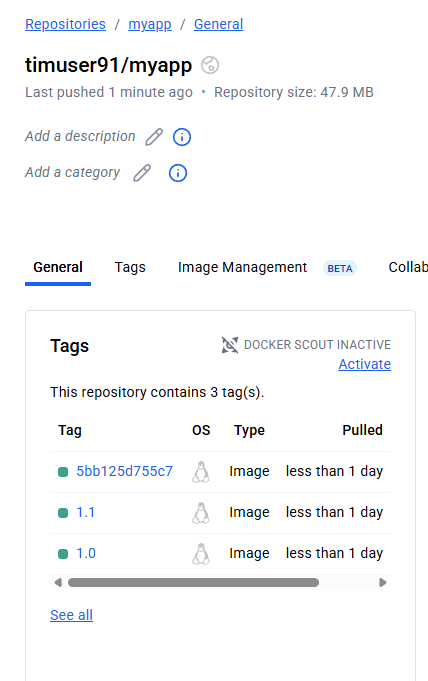 Repositories / myapp / General
timuser91/myapp
Last pushed 1 minute ago • Repository size: 47.9 MB
Add a description
Add a category
General Tags Image Management BETA Collab
Tags
DOCKER SCOUT INACTIVE
Activate
This repository contains 3 tag(s).
Tag OS Type Pulled
5bb125d755c7 Image less than 1 day
1.1 Image less than 1 day
1.0 Image less than 1 day
See all